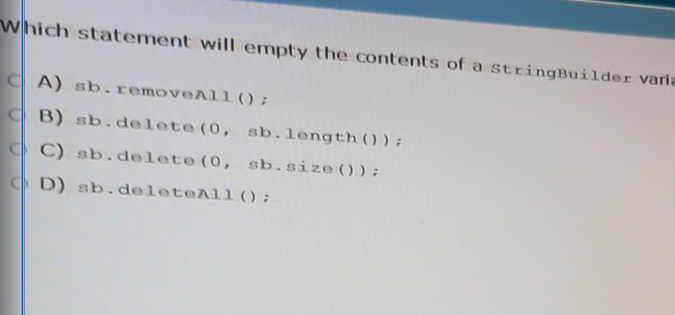 Which statement will empty the contents of a StringBuilder
A) sb.removeAll();
B) sb.delete(0, sb.length());
C) sb.delete(0, sb.size());
D) sb.deleteAll();